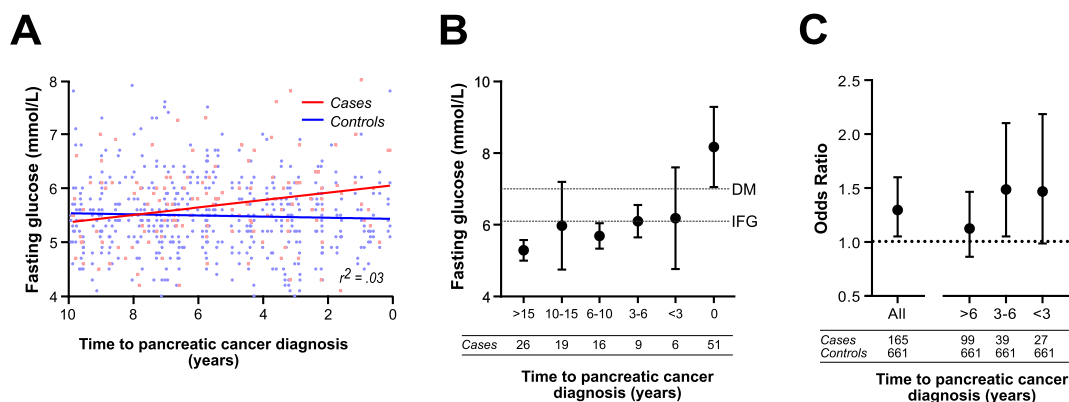 A
Fasting glucose (mmol/L)
8
7
6
5
4
Cases
Controls
r² = .03
10 8 6 4 2 0
Time to pancreatic cancer diagnosis
(years)
B
Fasting glucose (mmol/L)
10
8
6
4
DM
IFG
>15 10-15 6-10 3-6 <3 0
Cases 26 19 16 9 6 51
Time to pancreatic cancer
diagnosis (years)
C
Odds Ratio
2.5
2.0
1.5
1.0
0.5
All >6 3-6 <3
Cases 165 99 39 27
Controls 661 661 661 661
Time to pancreatic cancer
diagnosis (years)